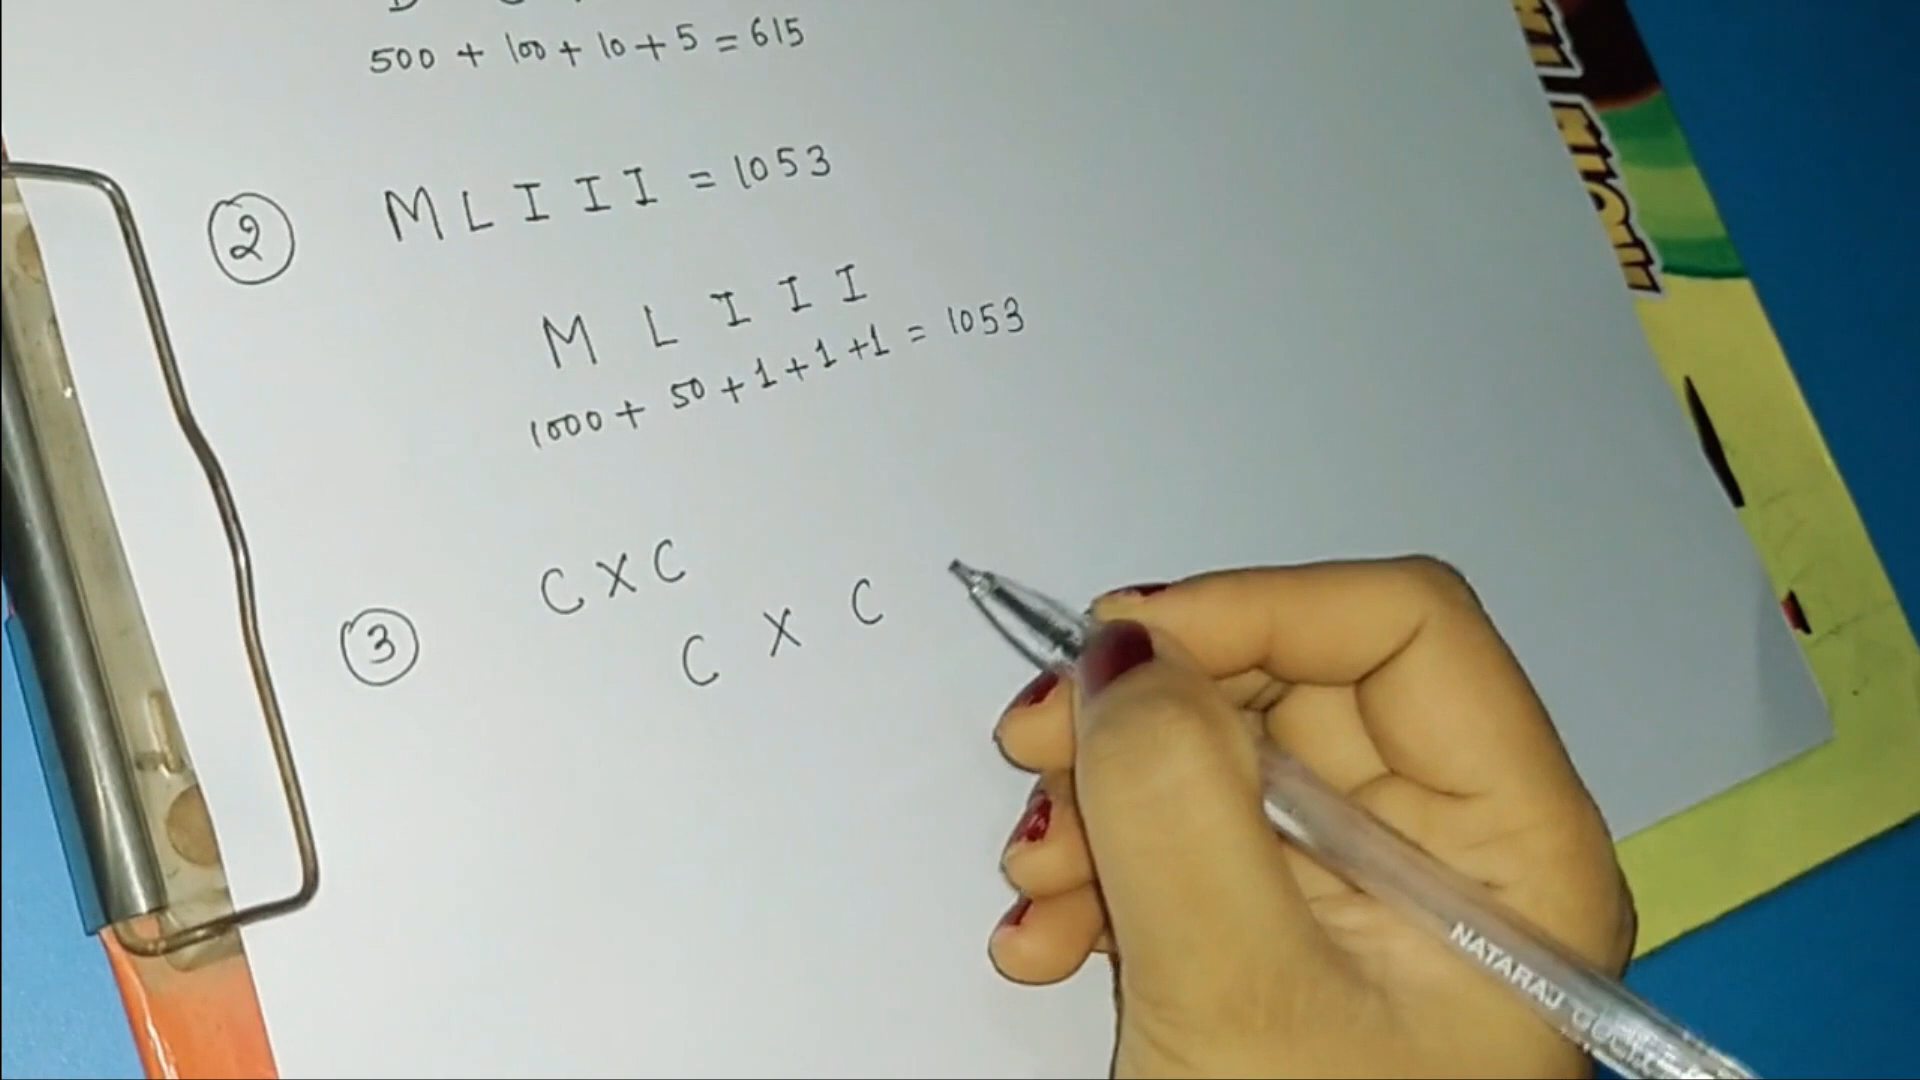 500 + 100 + 10 + 5 = 615
2 MLIII = 1053
M L I I I
1000 + 50 + 1 + 1 + 1 = 1053
3 CXC
C X C
NATARAJ